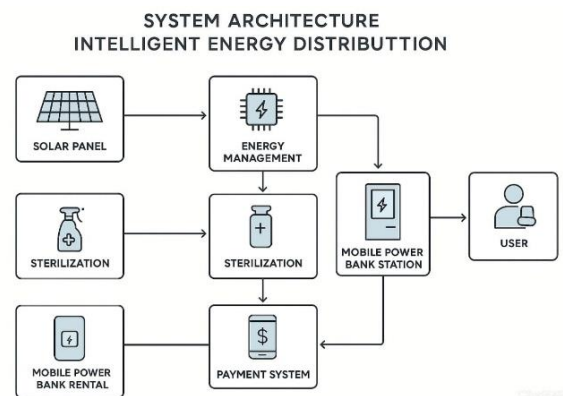 SYSTEM ARCHITECTURE
INTELLIGENT ENERGY DISTRIBUTTION
SOLAR PANEL
ENERGY
MANAGEMENT
STERILIZATION
STERILIZATION
MOBILE POWER
BANK STATION
USER
MOBILE POWER
BANK RENTAL
$
PAYMENT SYSTEM